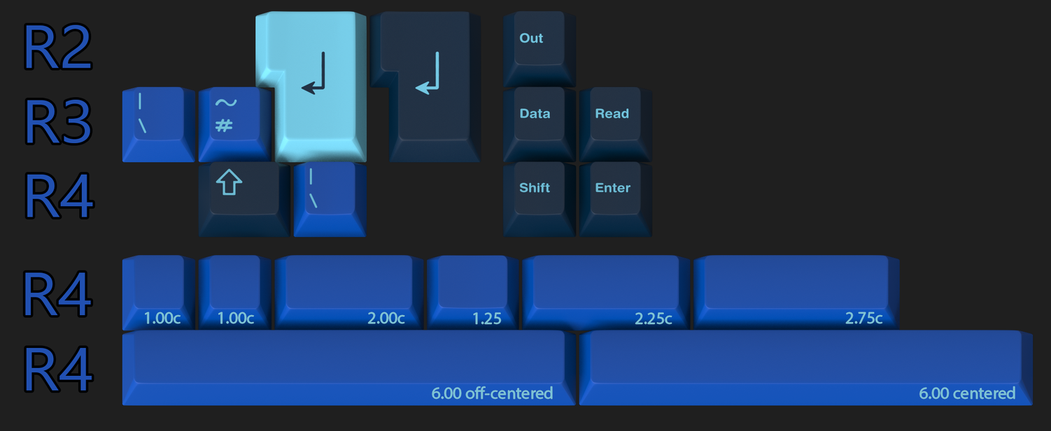 R2
Out
R3
|
\
~
#
Data
Read
R4
|
\
Shift
Enter
R4
1.00c
1.00c
2.00c
1.25
2.25c
2.75c
R4
6.00 off-centered
6.00 centered